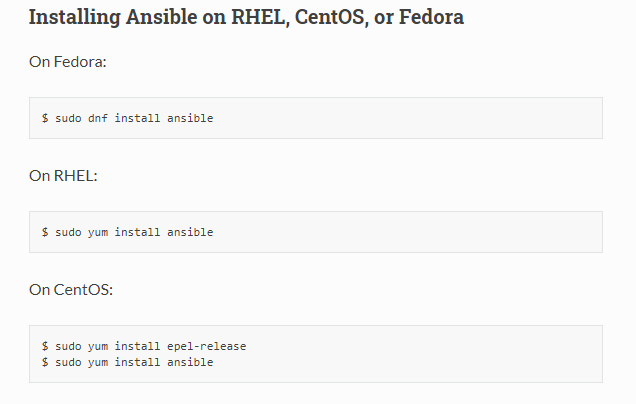 Installing Ansible on RHEL, CentOS, or Fedora
On Fedora:
$ sudo dnf install ansible
On RHEL:
$ sudo yum install ansible
On CentOS:
$ sudo yum install epel-release
$ sudo yum install ansible